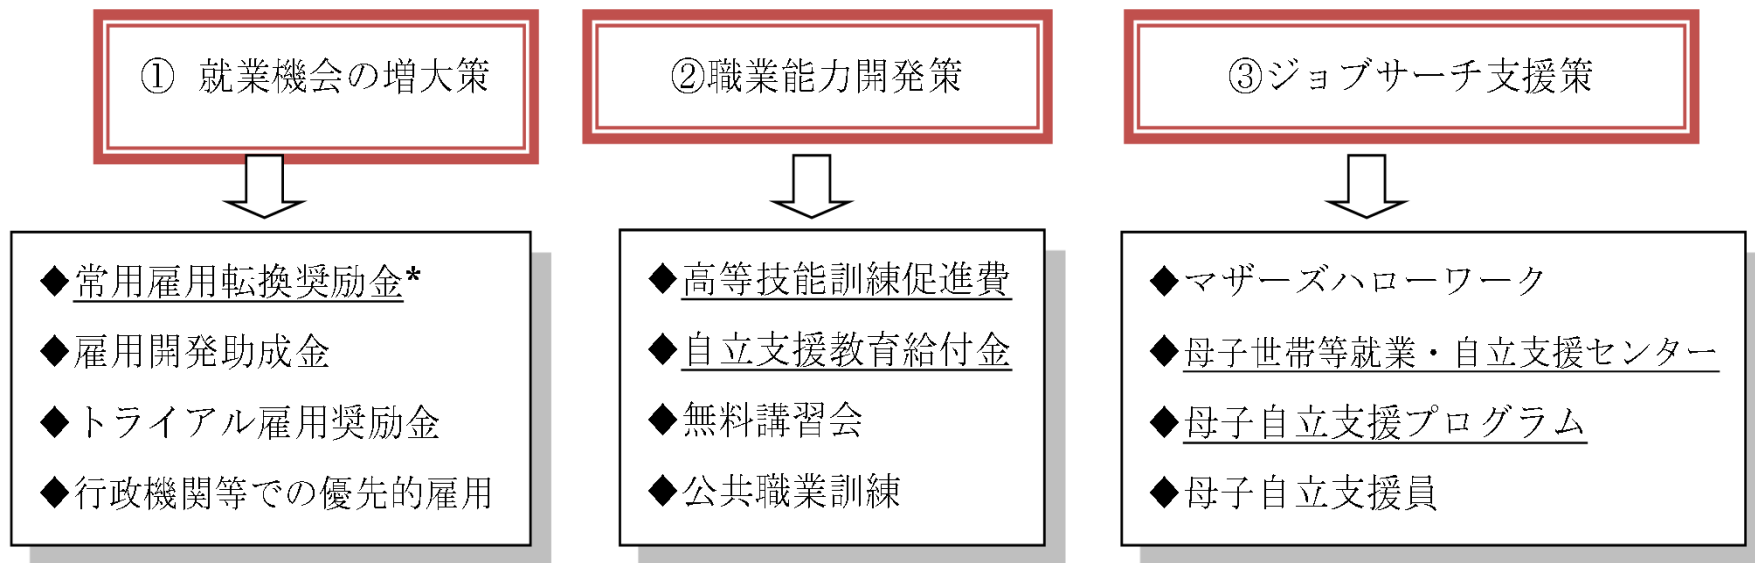 ① 就業機会の増大策
◆常用雇用転換奨励金*
◆雇用開発助成金
◆トライアル雇用奨励金
◆行政機関等での優先的雇用
②職業能力開発策
◆高等技能訓練促進費
◆自立支援教育給付金
◆無料講習会
◆公共職業訓練
③ジョブサーチ支援策
◆マザーズハローワーク
◆母子世帯等就業・自立支援センター
◆母子自立支援プログラム
◆母子自立支援員